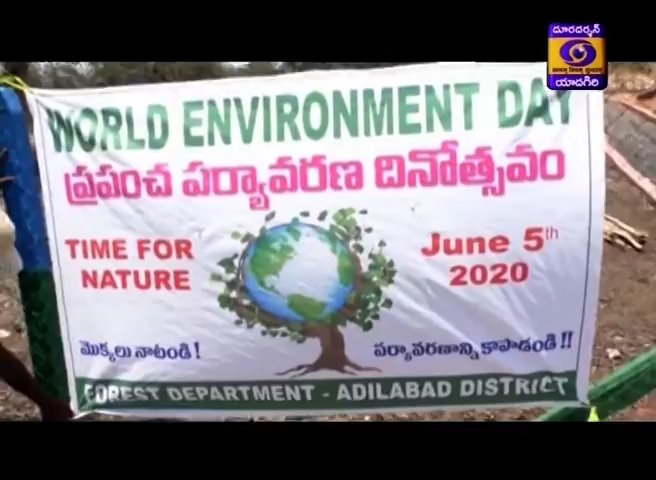 దూరదర్శన్
యాదగిరి
WORLD ENVIRONMENT DAY
ప్రపంచ పర్యావరణ దినోత్సవం
TIME FOR
NATURE
June 5th
2020
మొక్కలు నాటండి!
పర్యావరణాన్ని కాపాడండి!!
FOREST DEPARTMENT - ADILABAD DISTRICT